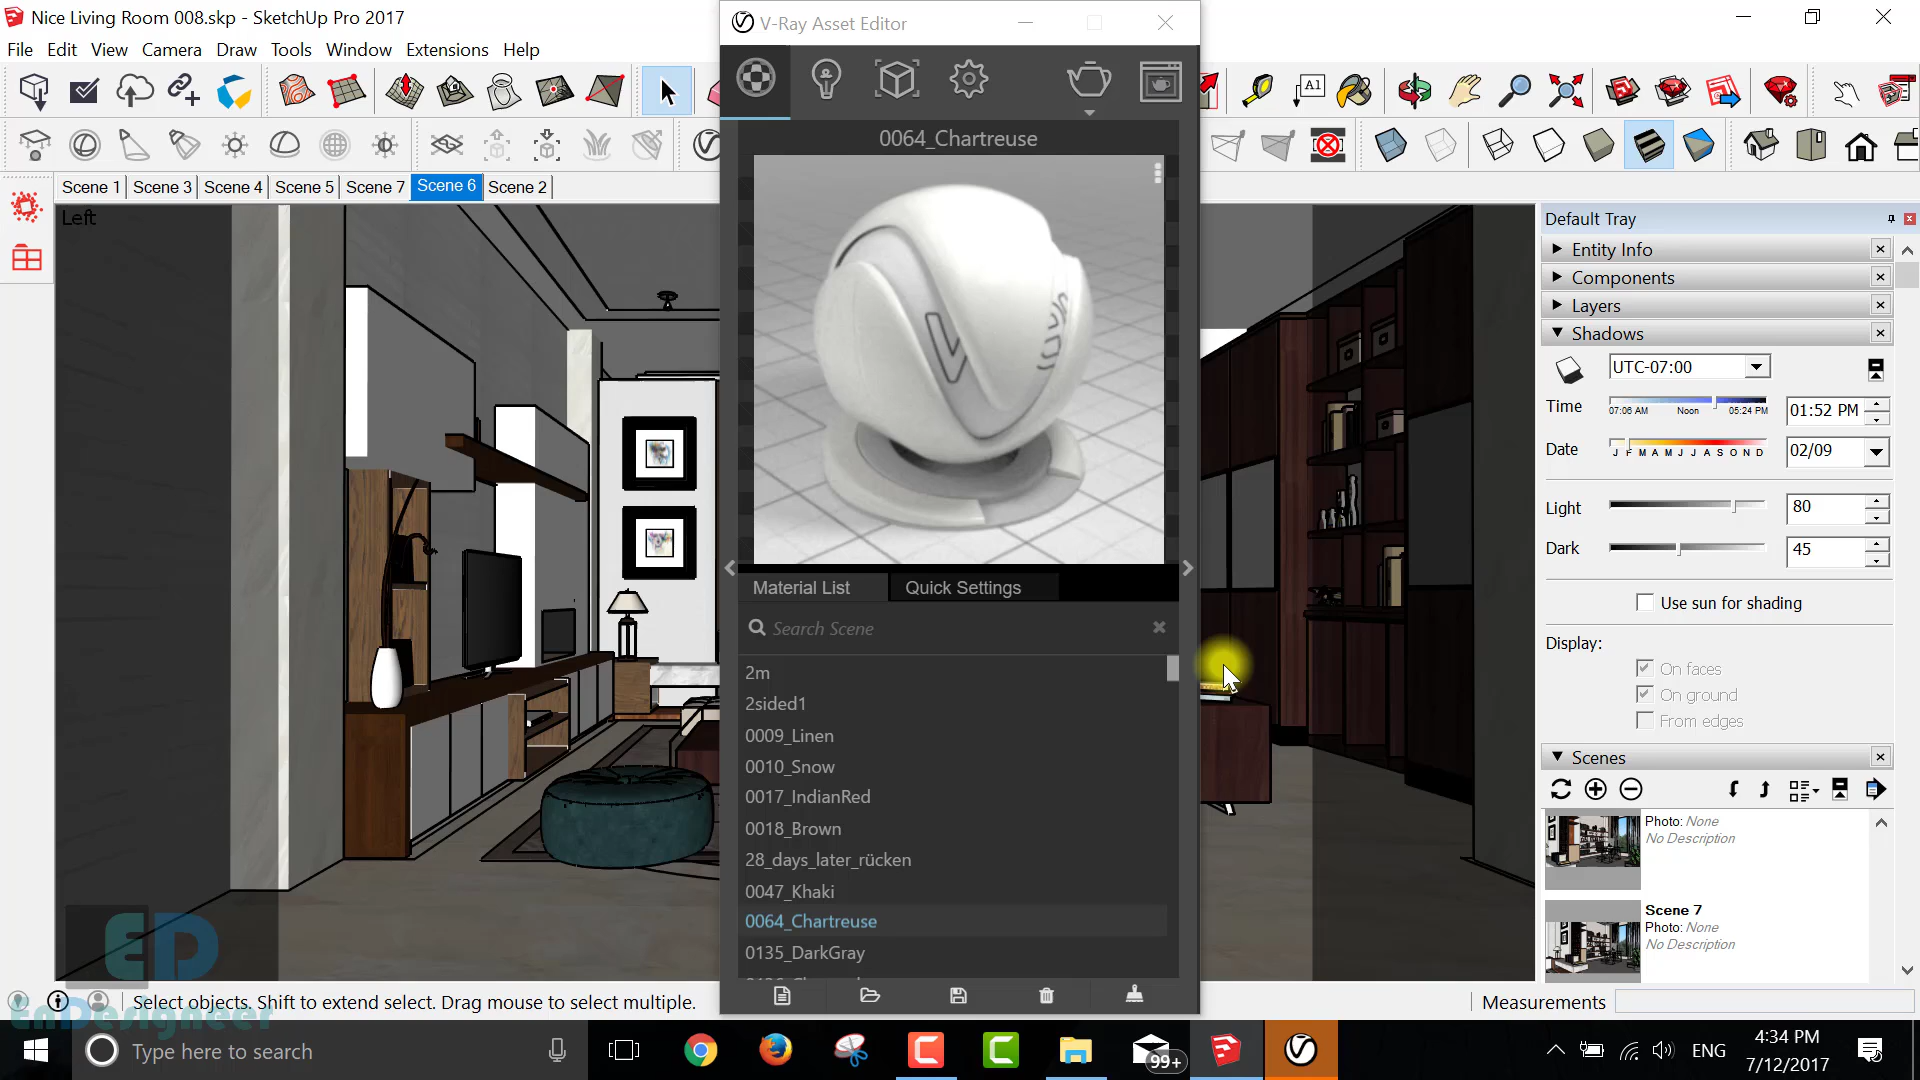 Nice Living Room 008.skp - SketchUp Pro 2017
V-Ray Asset Editor
File Edit View Camera Draw Tools Window Extensions Help
A1
0064_Chartreuse
Scene 1 Scene 3 Scene 4 Scene 5 Scene 7 Scene 6 Scene 2
Left
Default Tray
Entity Info
Components
Layers
Shadows
UTC-07:00
Time
07:06 AM Noon 05:24 PM
01:52 PM
Date
J F M A M J J A S O N D
02/09
Light
80
Dark
45
Use sun for shading
Display:
On faces
On ground
From edges
Scenes
Photo: None
No Description
Scene 7
Photo: None
No Description
Material List Quick Settings
Search Scene
2m
2sided1
0009_Linen
0010_Snow
0017_IndianRed
0018_Brown
28_days_later_rücken
0047_Khaki
0064_Chartreuse
0135_DarkGray
ED
EnDesigneer
Select objects. Shift to extend select. Drag mouse to select multiple.
Measurements
Type here to search
99+
ENG
4:34 PM
7/12/2017